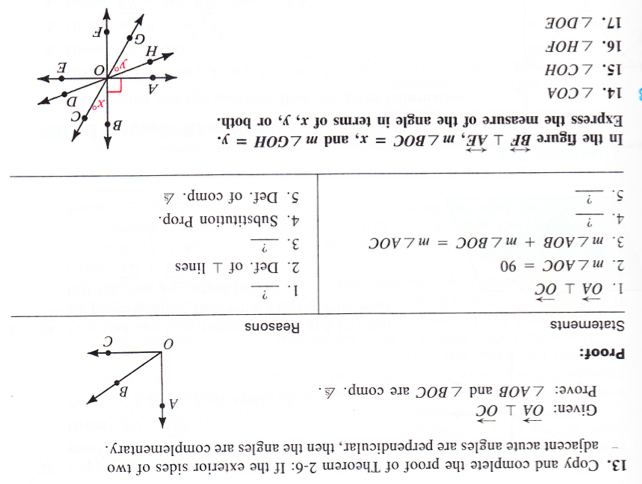 13. Copy and complete the proof of Theorem 2-6: If the exterior sides of two
adjacent acute angles are perpendicular, then the angles are complementary.
Given: OA ⊥ OC
Prove: ∠AOB and ∠BOC are comp. ∠s.
A
B
O
C
Proof:
Statements
Reasons
1. OA ⊥ OC
1. ?
2. m∠AOC = 90
2. Def. of ⊥ lines
3. m∠AOB + m∠BOC = m∠AOC
3. ?
4. ?
4. Substitution Prop.
5. ?
5. Def. of comp. ∠s
In the figure BF ⊥ AE, m∠BOC = x, and m∠GOH = y.
Express the measure of the angle in terms of x, y, or both.
14. ∠COA
15. ∠COH
16. ∠HOF
17. ∠DOE
B
C
x°
D
A
E
O
y°
H
G
F